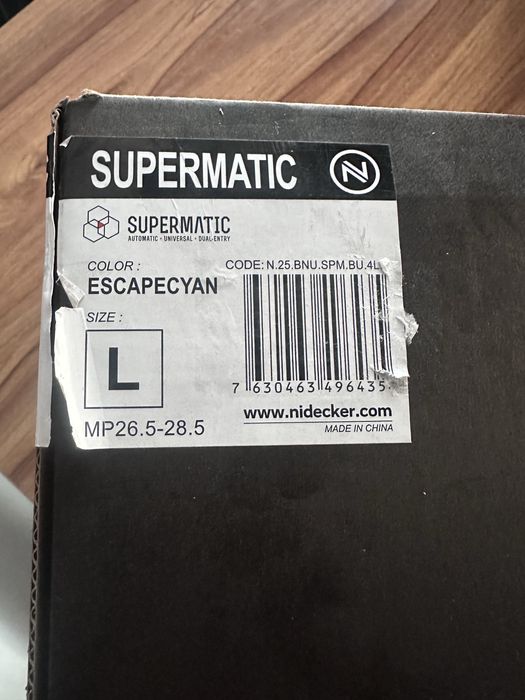 SUPERMATIC N
SUPERMATIC
AUTOMATIC - UNIVERSAL - DUAL-ENTRY
COLOR :
CODE: N.25.BNU.SPM.BU.4L
ESCAPECYAN
SIZE :
L
7 630463 496435
www.nidecker.com
MP26.5-28.5
MADE IN CHINA